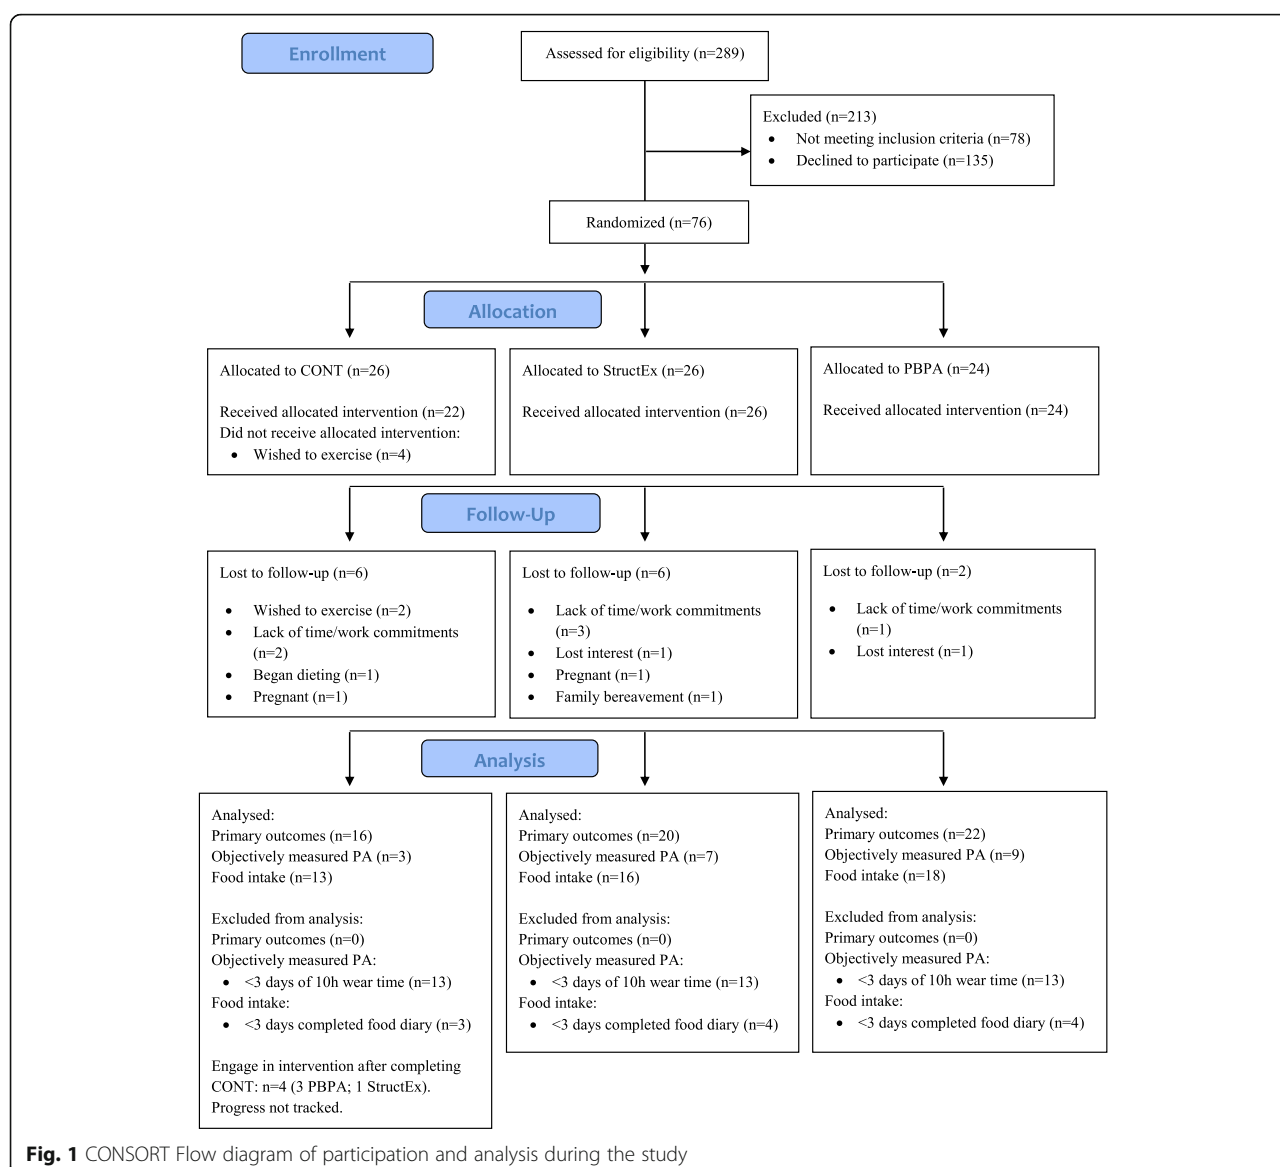 Enrollment
Assessed for eligibility (n=289)
Excluded (n=213)
• Not meeting inclusion criteria (n=78)
• Declined to participate (n=135)
Randomized (n=76)
Allocation
Allocated to CONT (n=26)
Received allocated intervention (n=22)
Did not receive allocated intervention:
• Wished to exercise (n=4)
Allocated to StructEx (n=26)
Received allocated intervention (n=26)
Allocated to PBPA (n=24)
Received allocated intervention (n=24)
Follow-Up
Lost to follow-up (n=6)
• Wished to exercise (n=2)
• Lack of time/work commitments
(n=2)
• Began dieting (n=1)
• Pregnant (n=1)
Lost to follow-up (n=6)
• Lack of time/work commitments
(n=3)
• Lost interest (n=1)
• Pregnant (n=1)
• Family bereavement (n=1)
Lost to follow-up (n=2)
• Lack of time/work commitments
(n=1)
• Lost interest (n=1)
Analysis
Analysed:
Primary outcomes (n=16)
Objectively measured PA (n=3)
Food intake (n=13)
Excluded from analysis:
Primary outcomes (n=0)
Objectively measured PA:
• <3 days of 10h wear time (n=13)
Food intake:
• <3 days completed food diary (n=3)
Engage in intervention after completing
CONT: n=4 (3 PBPA; 1 StructEx).
Progress not tracked.
Analysed:
Primary outcomes (n=20)
Objectively measured PA (n=7)
Food intake (n=16)
Excluded from analysis:
Primary outcomes (n=0)
Objectively measured PA:
• <3 days of 10h wear time (n=13)
Food intake:
• <3 days completed food diary (n=4)
Analysed:
Primary outcomes (n=22)
Objectively measured PA (n=9)
Food intake (n=18)
Excluded from analysis:
Primary outcomes (n=0)
Objectively measured PA:
• <3 days of 10h wear time (n=13)
Food intake:
• <3 days completed food diary (n=4)
Fig. 1 CONSORT Flow diagram of participation and analysis during the study